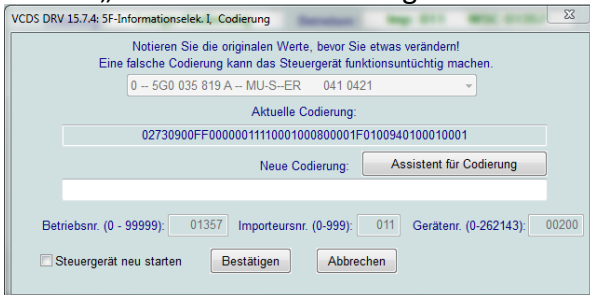 VCDS DRV 15.7.4: 5F-Informationselek. I, Codierung
Notieren Sie die originalen Werte, bevor Sie etwas verändern!
Eine falsche Codierung kann das Steuergerät funktionsuntüchtig machen.
0 -- 5G0 035 819 A -- MU-S--ER 041 0421
Aktuelle Codierung:
02730900FF00000011110001000800001F0100940100010001
Neue Codierung: Assistent für Codierung
Betriebsnr. (0 - 99999): 01357 Importeursnr. (0-999): 011 Gerätenr. (0-262143): 00200
Steuergerät neu starten Bestätigen Abbrechen